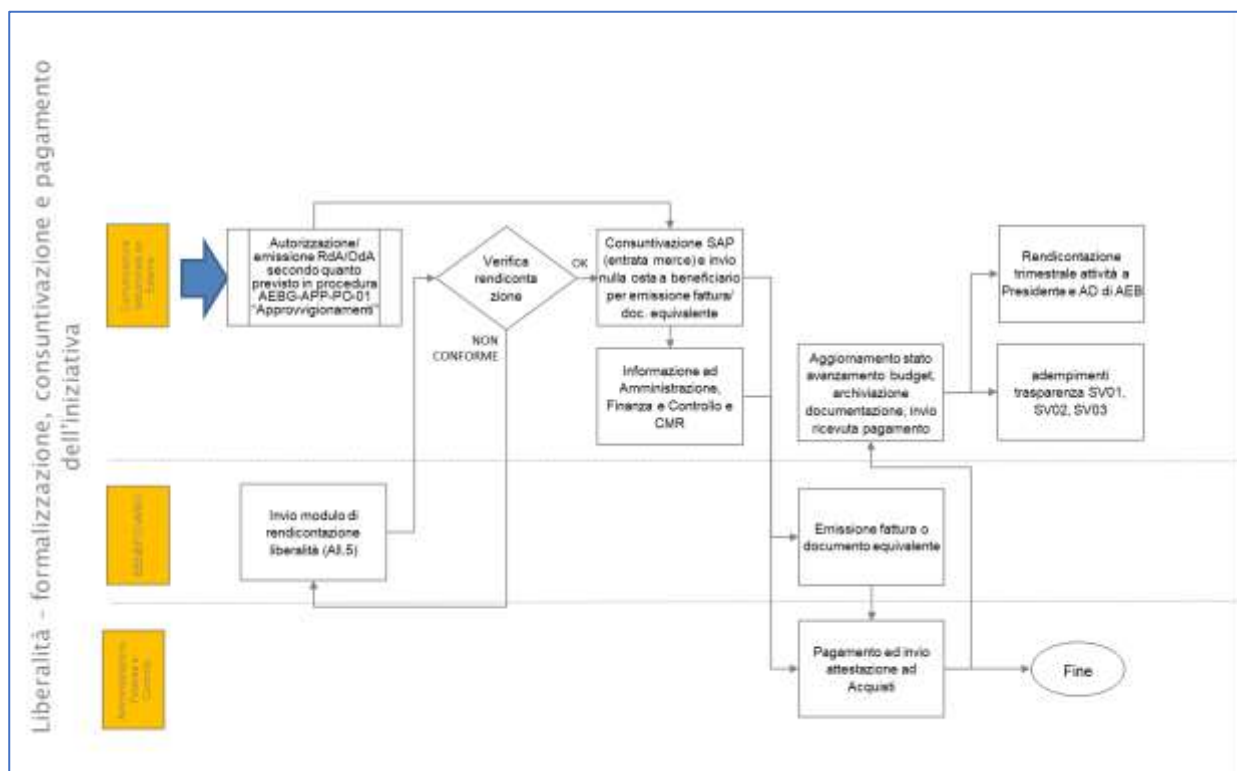 Liberalità - formalizzazione, consuntivazione e pagamento
dell'iniziativa
Autorizzazione/
emissione RdA/OdA
secondo quanto
previsto in procedura
AEBG-APP-PO-01
"Approvvigionamenti"
Verifica
rendiconta
zione
OK
NON
CONFORME
Consuntivazione SAP
(entrata merce) e invio
nulla osta a beneficiario
per emissione fattura/
doc. equivalente
Informazione ad
Amministrazione,
Finanza e Controllo e
CMR
Aggiornamento stato
avanzamento budget,
archiviazione
documentazione, invio
ricevuta pagamento
Rendicontazione
trimestrale attività a
Presidente e AD di AEB
adempimenti
trasparenza SV01,
SV02, SV03
Invio modulo di
rendicontazione
liberalità (All.5)
Emissione fattura o
documento equivalente
Amministrazione
Finanza e
Controllo
Pagamento ed invio
attestazione ad
Acquisti
Fine